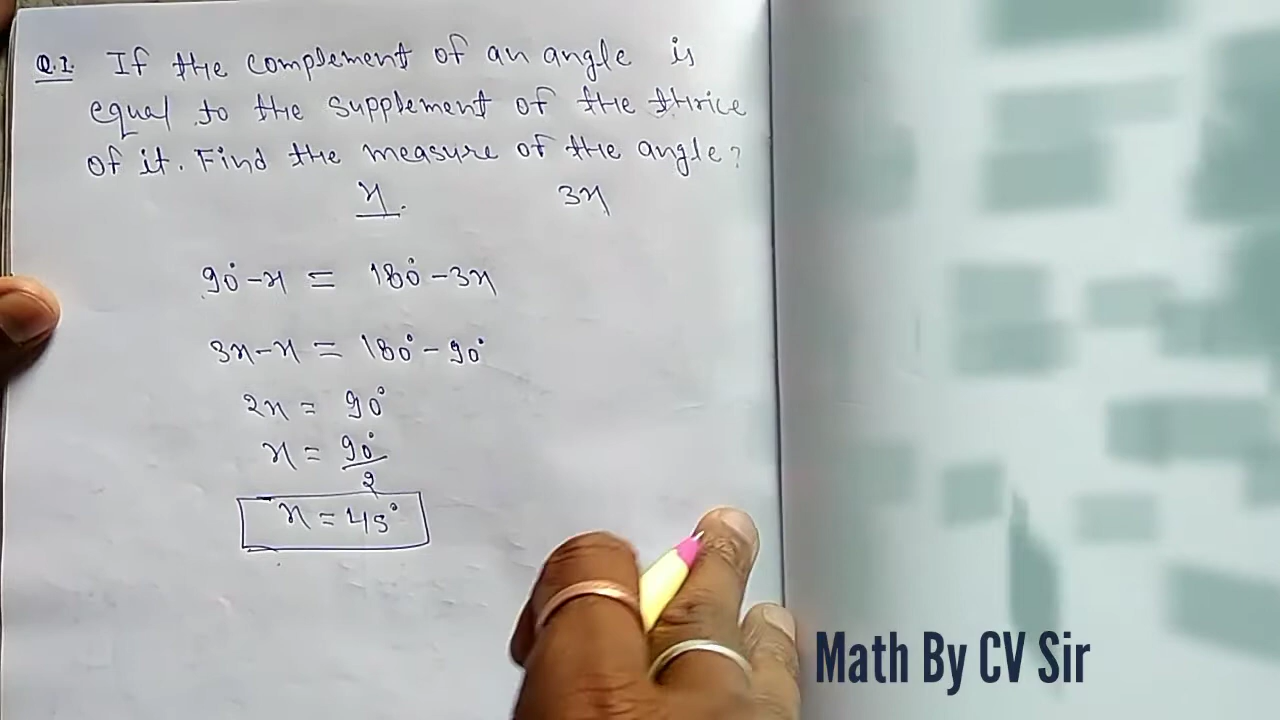 Q.1. If the complement of an angle is
equal to the supplement of the thrice
of it. Find the measure of the angle?
x. 3x
90°-x = 180°-3x
3x-x = 180°-90°
2x = 90°
x = 90°/2
x = 45°
Math By CV Sir